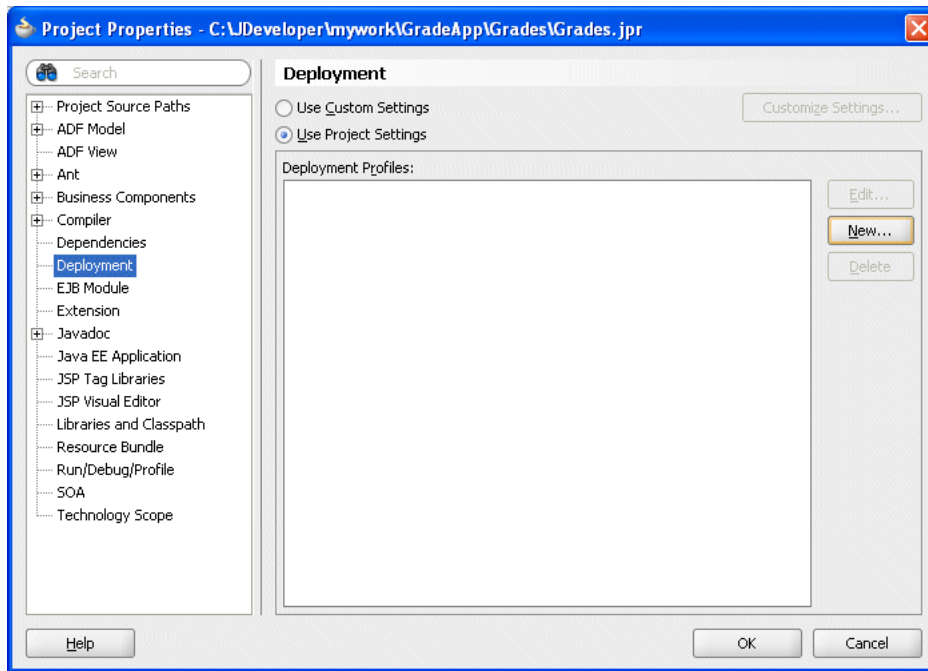 Project Properties - C:\JDeveloper\mywork\GradeApp\Grades\Grades.jpr
Search
Project Source Paths
ADF Model
ADF View
Ant
Business Components
Compiler
Dependencies
Deployment
EJB Module
Extension
Javadoc
Java EE Application
JSP Tag Libraries
JSP Visual Editor
Libraries and Classpath
Resource Bundle
Run/Debug/Profile
SOA
Technology Scope
Deployment
Use Custom Settings
Customize Settings...
Use Project Settings
Deployment Profiles:
Edit...
New...
Delete
Help
OK
Cancel